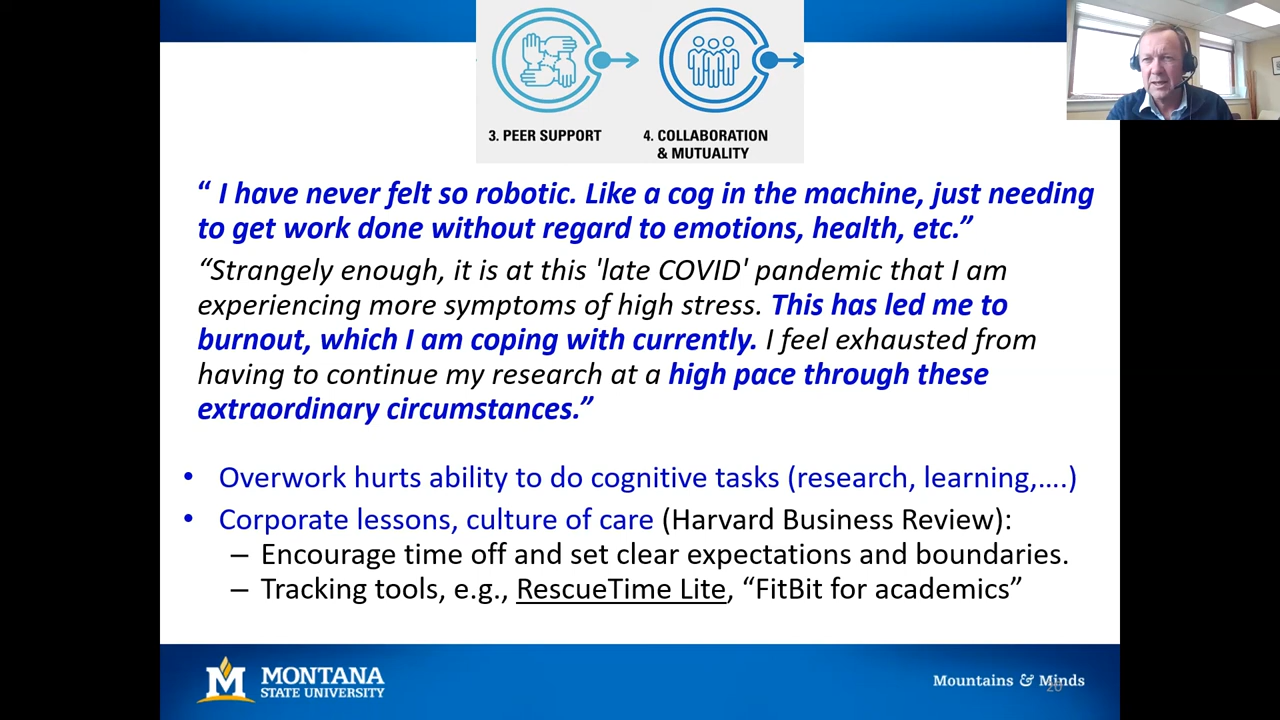 3. PEER SUPPORT
4. COLLABORATION
& MUTUALITY
“ I have never felt so robotic. Like a cog in the machine, just needing
to get work done without regard to emotions, health, etc.”
“Strangely enough, it is at this 'late COVID' pandemic that I am
experiencing more symptoms of high stress. This has led me to
burnout, which I am coping with currently. I feel exhausted from
having to continue my research at a high pace through these
extraordinary circumstances.”
• Overwork hurts ability to do cognitive tasks (research, learning,….)
• Corporate lessons, culture of care (Harvard Business Review):
– Encourage time off and set clear expectations and boundaries.
– Tracking tools, e.g., RescueTime Lite, “FitBit for academics”
M MONTANA
STATE UNIVERSITY
Mountains & Minds
20